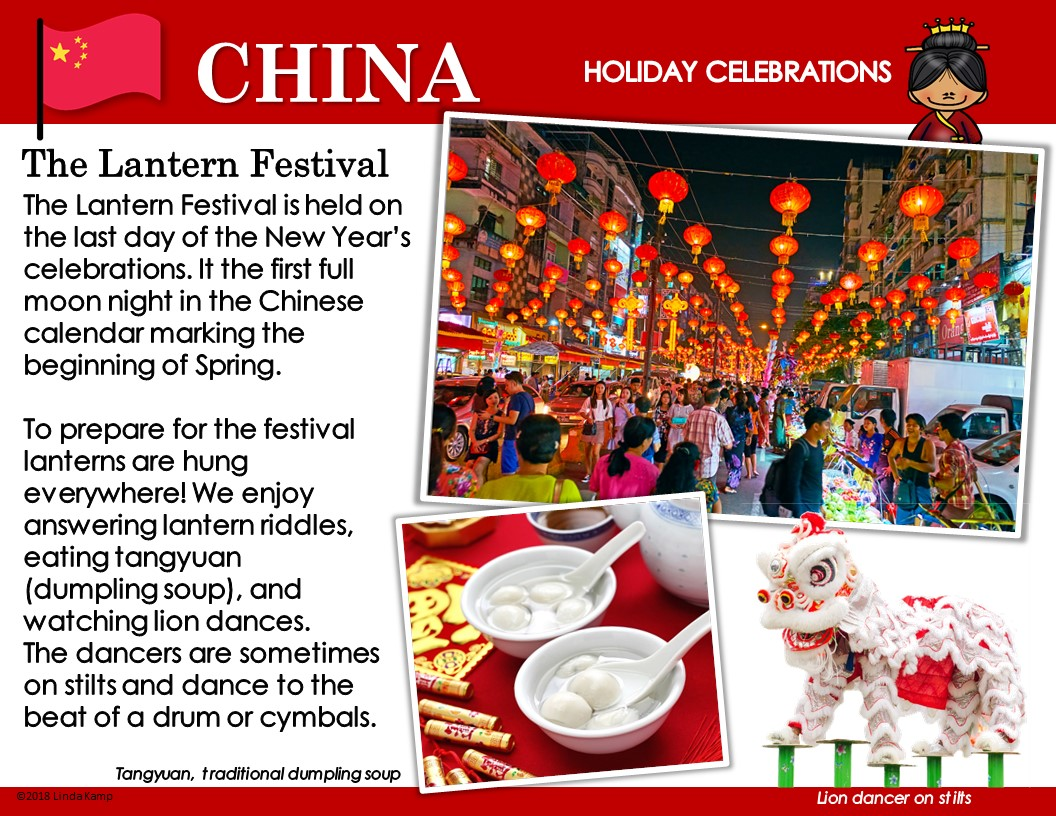 CHINA
HOLIDAY CELEBRATIONS
The Lantern Festival
The Lantern Festival is held on
the last day of the New Year's
celebrations. It the first full
moon night in the Chinese
calendar marking the
beginning of Spring.
To prepare for the festival
lanterns are hung
everywhere! We enjoy
answering lantern riddles,
eating tangyuan
(dumpling soup), and
watching lion dances.
The dancers are sometimes
on stilts and dance to the
beat of a drum or cymbals.
Tangyuan, traditional dumpling soup
©2018 Linda Kamp
Lion dancer on stilts